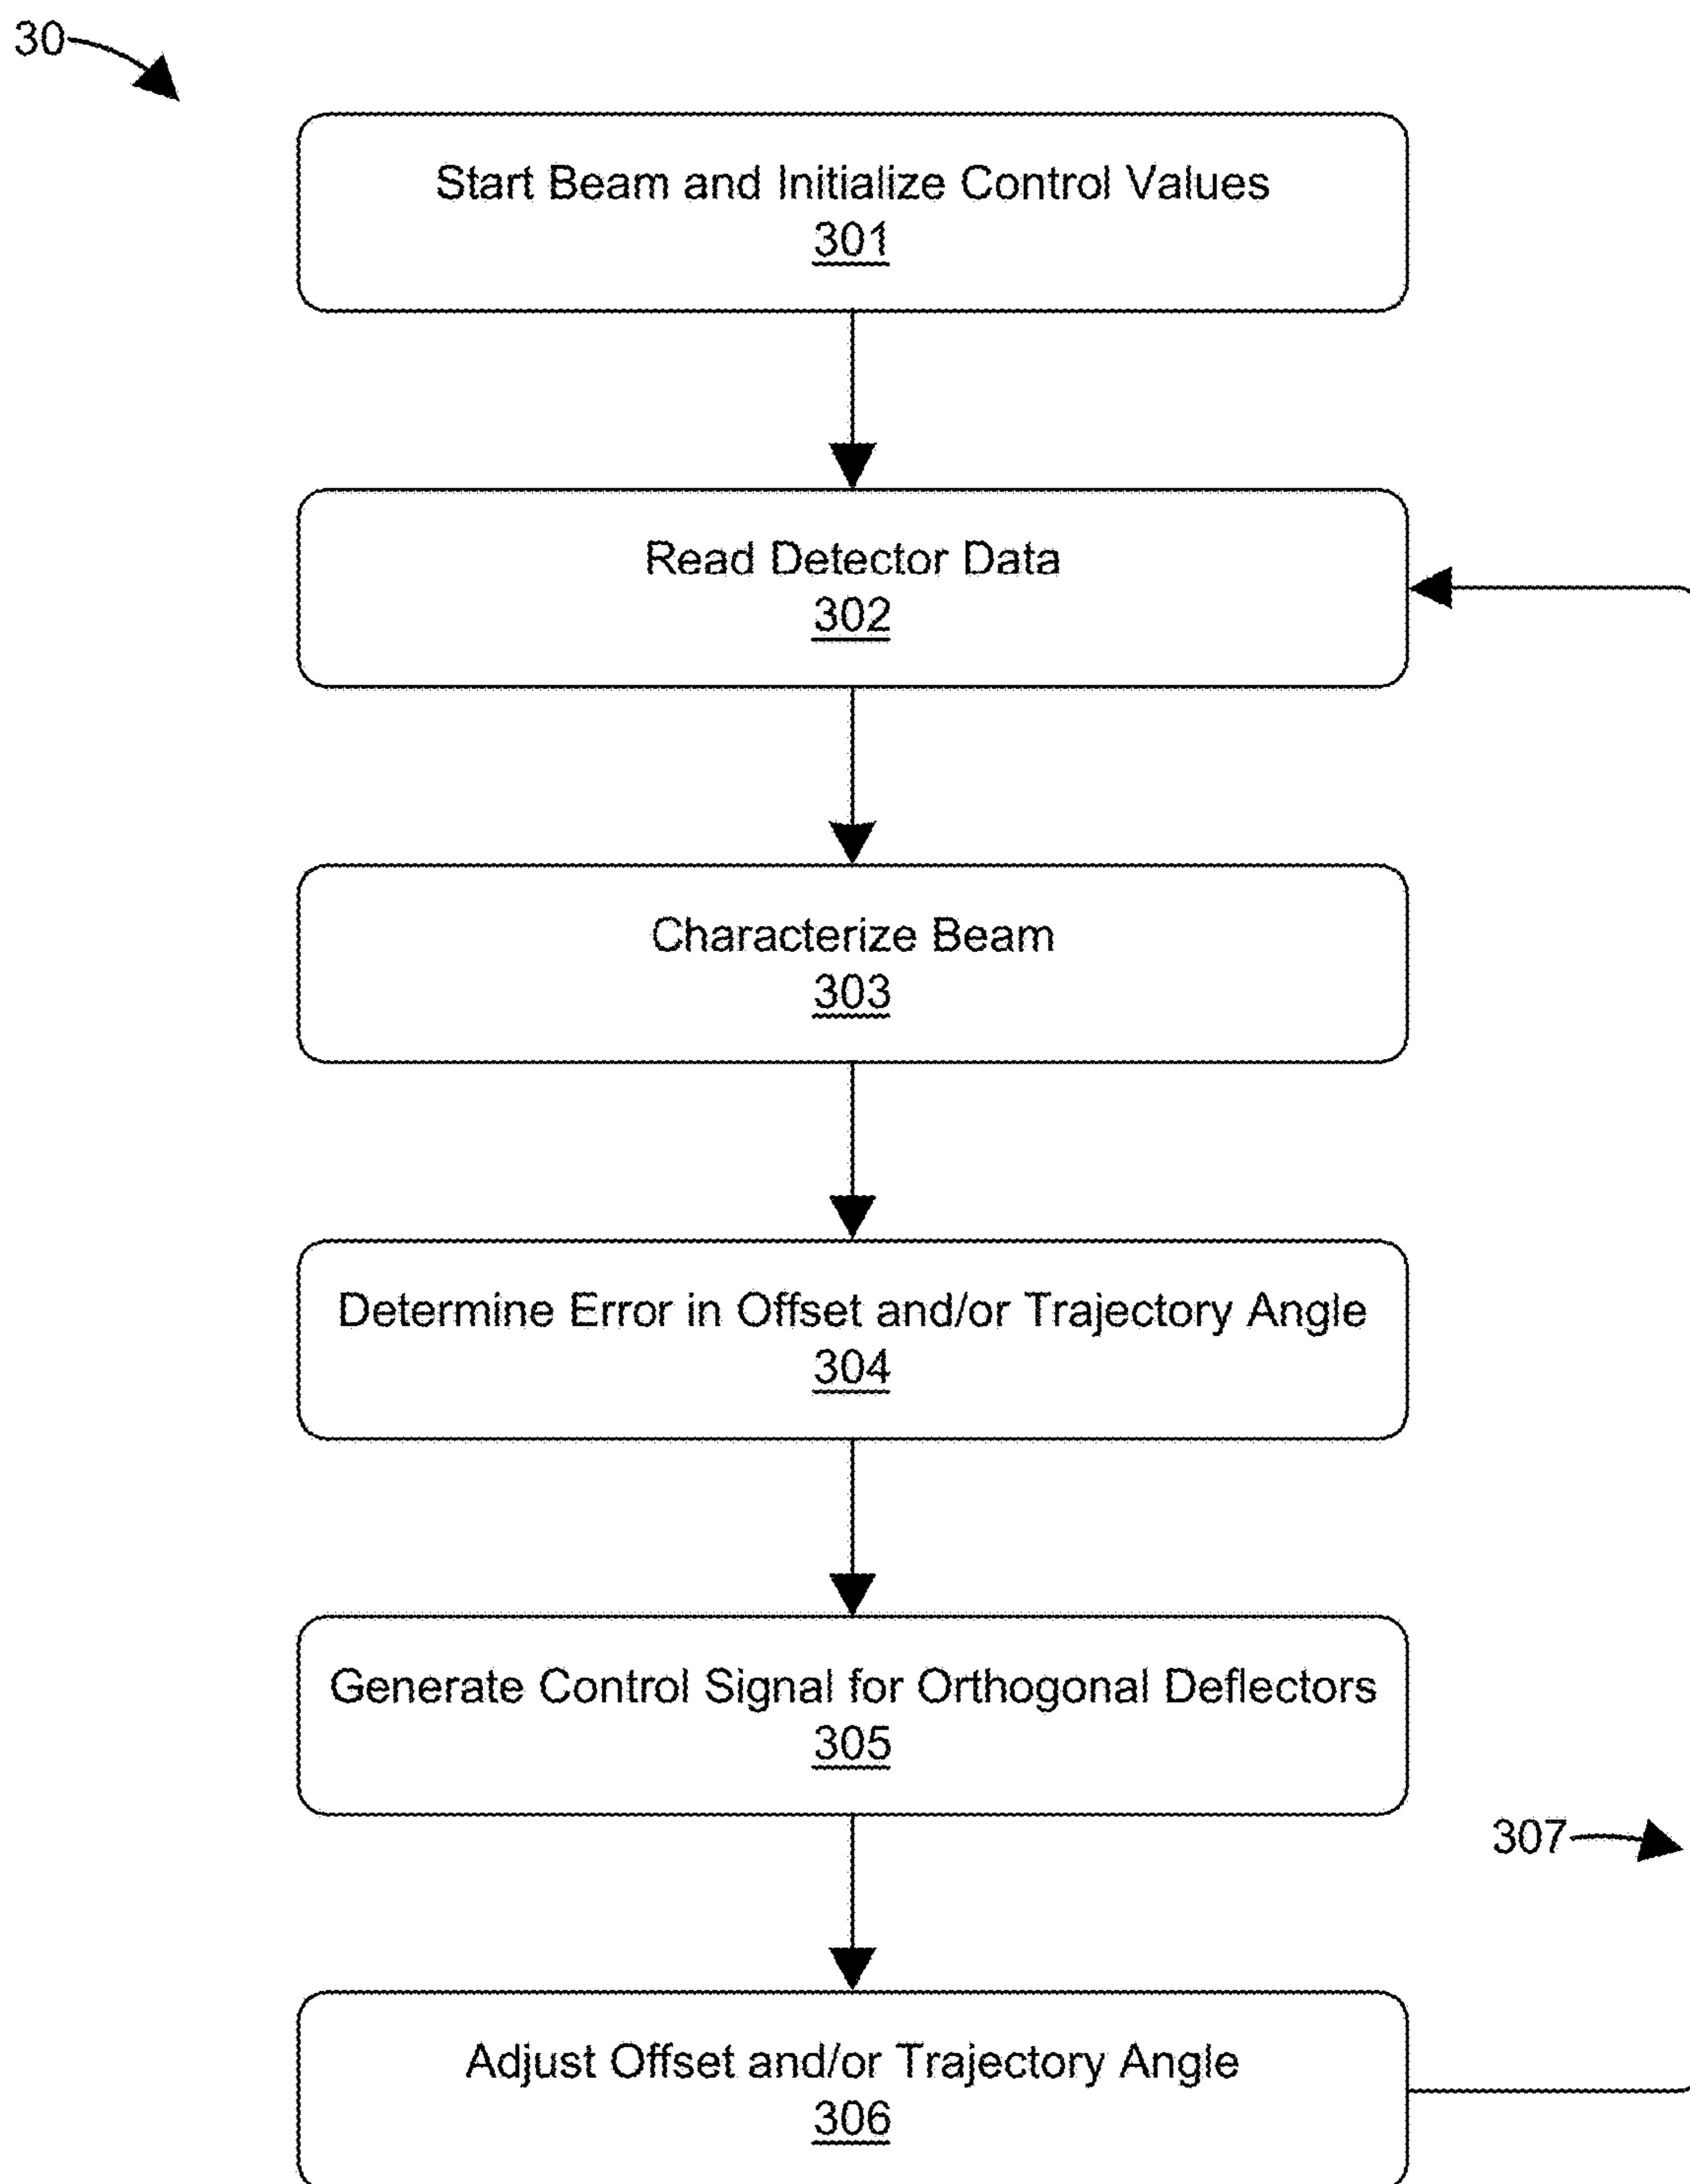 30
Start Beam and Initialize Control Values
301
Read Detector Data
302
Characterize Beam
303
Determine Error in Offset and/or Trajectory Angle
304
Generate Control Signal for Orthogonal Deflectors
305
307
Adjust Offset and/or Trajectory Angle
306